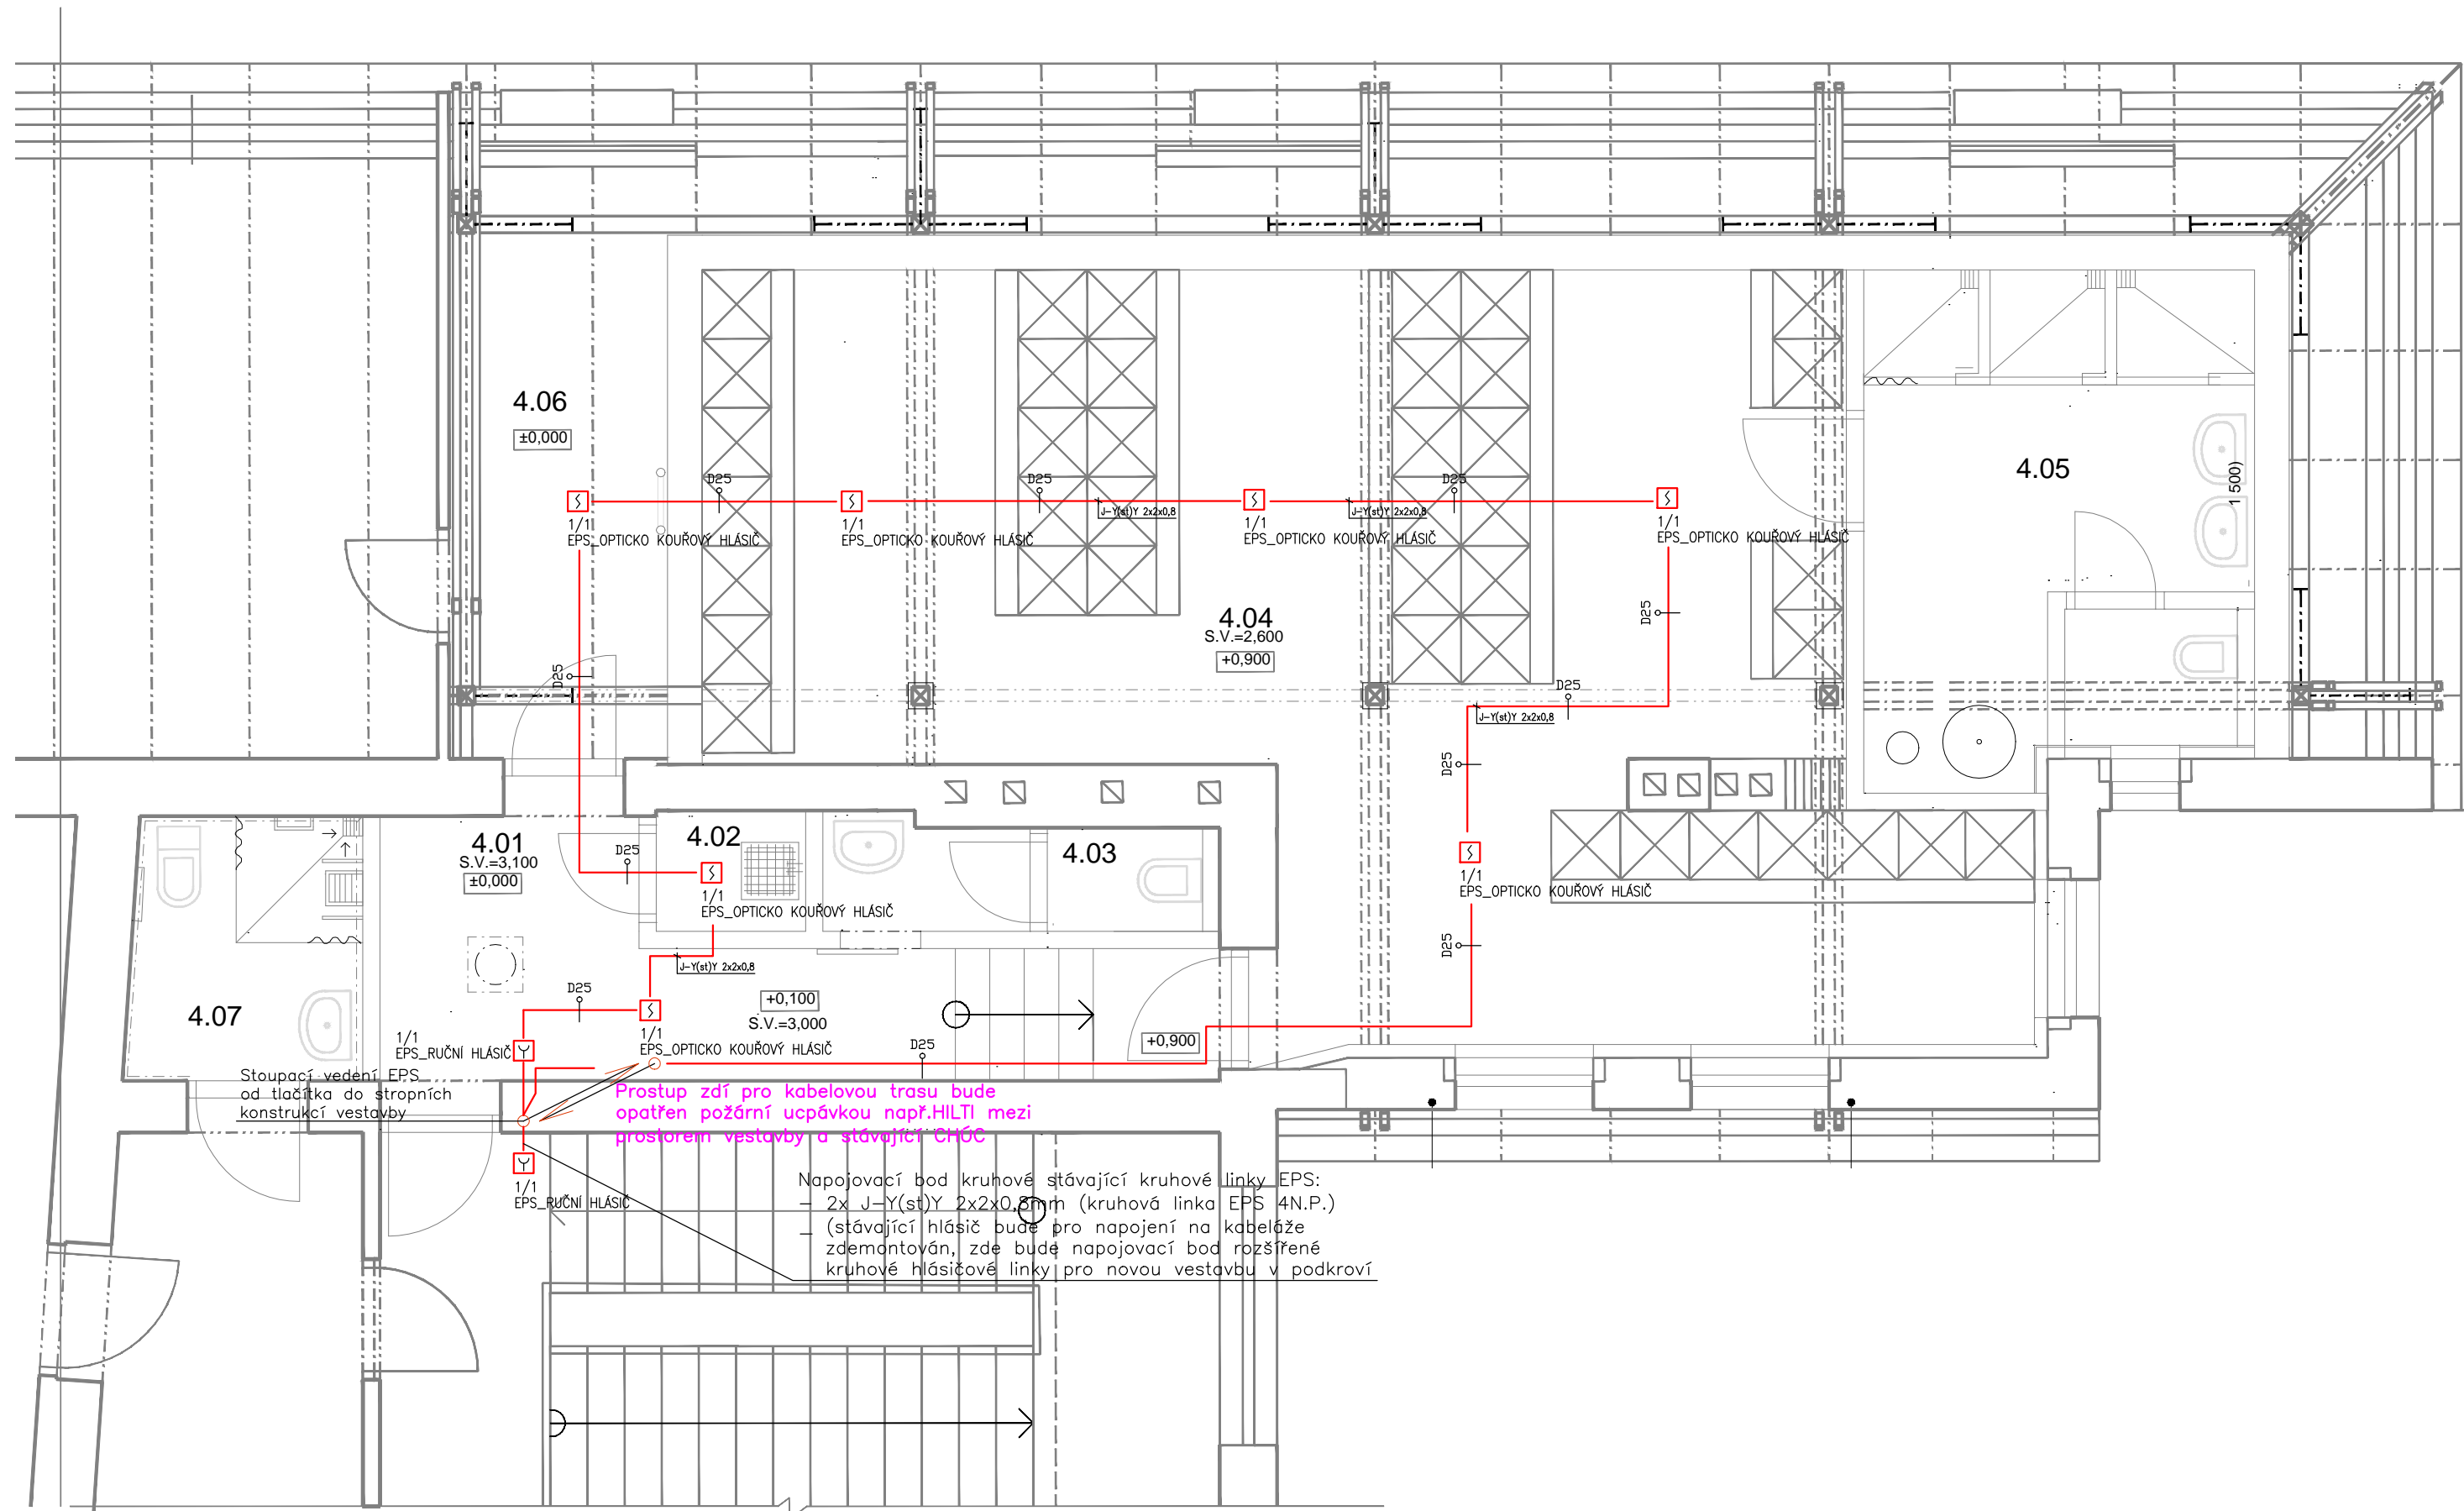 4.06
±0,000
4.05
1 500)
D25
D25
D25
J-Y(st)Y 2x2x0,8
J-Y(st)Y 2x2x0,8
1/1
EPS_OPTICKO KOUŘOVÝ HLÁSIČ
1/1
EPS_OPTICKO KOUŘOVÝ HLÁSIČ
1/1
EPS_OPTICKO KOUŘOVÝ HLÁSIČ
1/1
EPS_OPTICKO KOUŘOVÝ HLÁSIČ
D25
4.04
S.V.=2,600
+0,900
D25
D25
J-Y(st)Y 2x2x0,8
D25
4.01
S.V.=3,100
±0,000
D25
4.02
4.03
1/1
EPS_OPTICKO KOUŘOVÝ HLÁSIČ
1/1
EPS_OPTICKO KOUŘOVÝ HLÁSIČ
D25
J-Y(st)Y 2x2x0,8
D25
4.07
+0,100
S.V.=3,000
1/1
EPS_RUČNÍ HLÁSIČ
1/1
EPS_OPTICKO KOUŘOVÝ HLÁSIČ
D25
+0,900
Stoupací vedení EPS
od tlačítka do stropních
konstrukcí vestavby
Prostup zdí pro kabelovou trasu bude
opatřen požární ucpávkou např.HILTI mezi
prostorem vestavby a stávající CHÚC
1/1
EPS_RUČNÍ HLÁSIČ
Napojovací bod kruhové stávající kruhové linky EPS:
- 2x J-Y(st)Y 2x2x0,8mm (kruhová linka EPS 4N.P.)
- (stávající hlásič bude pro napojení na kabeláže
zdemontován, zde bude napojovací bod rozšířené
kruhové hlásičové linky pro novou vestavbu v podkroví